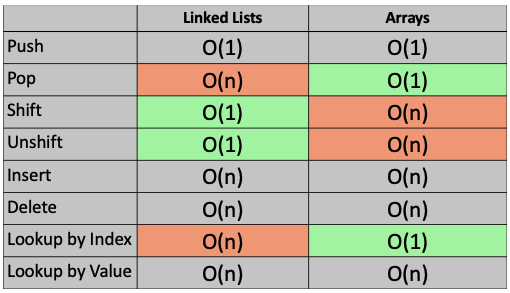 Linked Lists Arrays
Push O(1) O(1)
Pop O(n) O(1)
Shift O(1) O(n)
Unshift O(1) O(n)
Insert O(n) O(n)
Delete O(n) O(n)
Lookup by Index O(n) O(1)
Lookup by Value O(n) O(n)